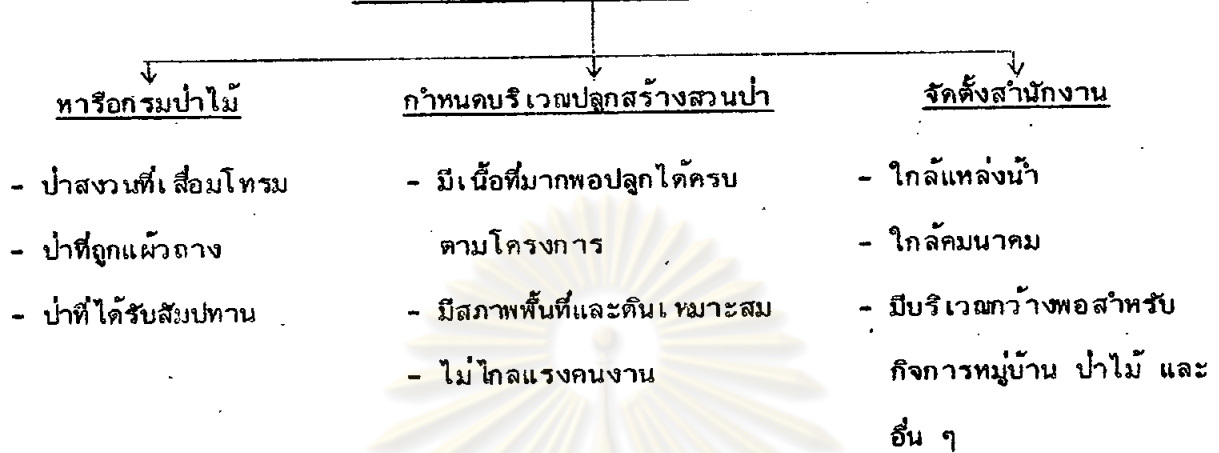 หารือกรมป่าไม้
- ป่าสงวนที่เสื่อมโทรม
- ป่าที่ถูกแผ้วถาง
- ป่าที่ได้รับสัมปทาน
กำหนดบริเวณปลูกสร้างสวนป่า
- มีเนื้อที่มากพอปลูกได้ครบ
ตามโครงการ
- มีสภาพพื้นที่และดินเหมาะสม
- ไม่ไกลแรงคนงาน
จัดตั้งสำนักงาน
- ใกล้แหล่งน้ำ
- ใกล้คมนาคม
- มีบริเวณกว้างพอสำหรับ
กิจการหมู่บ้าน ป่าไม้ และ
อื่น ๆ